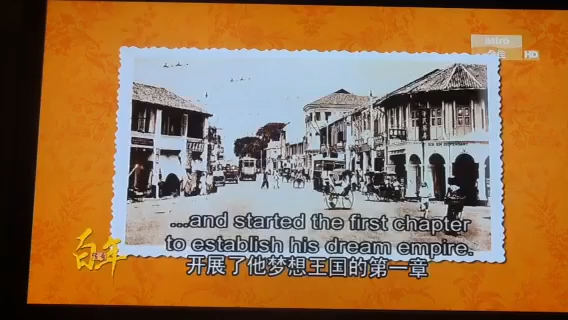 astro
HD
...and started the first chapter
to establish his dream empire.
开展了他梦想王国的第一章
百年